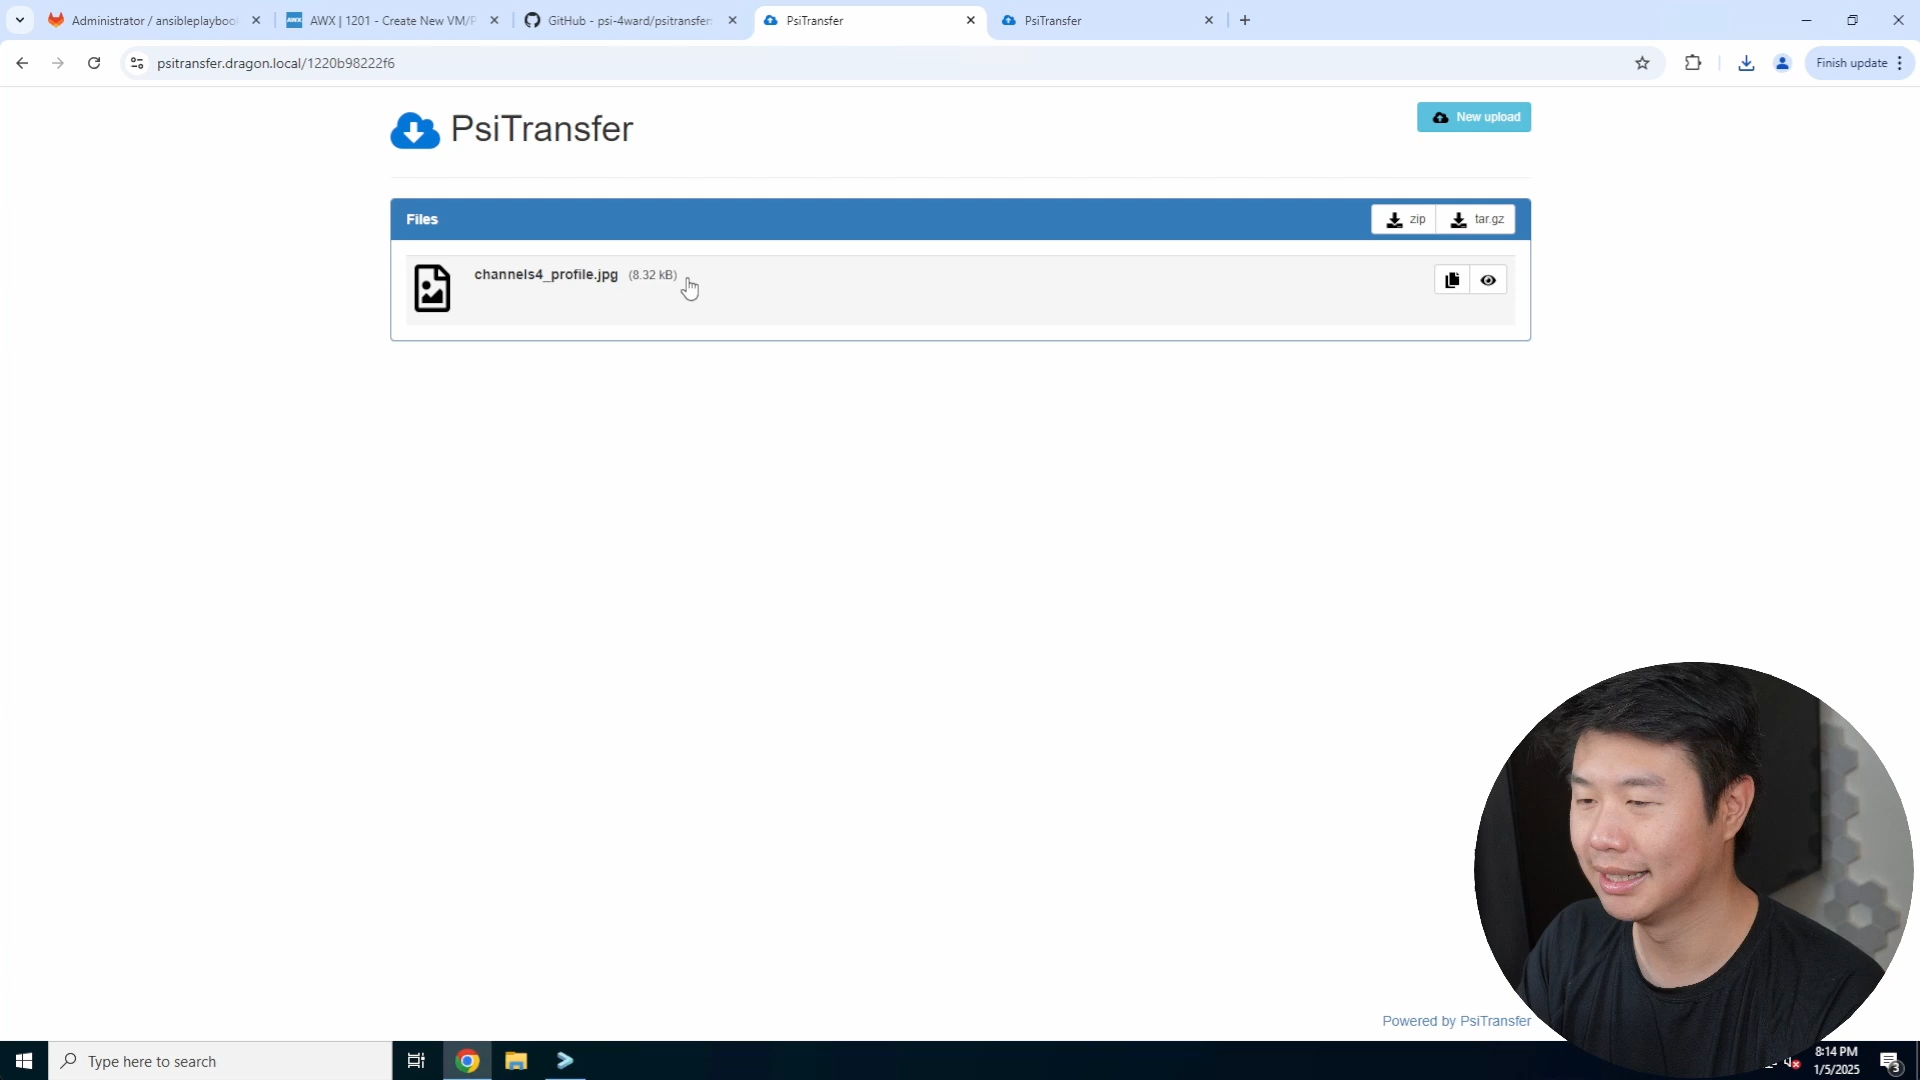 Administrator / ansibleplaybook
AWX | 1201 - Create New VM/P
GitHub - psi-4ward/psitransfer:
PsiTransfer
PsiTransfer
psitransfer.dragon.local/1220b98222f6
Finish update
PsiTransfer
New upload
Files
zip
tar.gz
channels4_profile.jpg (8.32 kB)
Powered by PsiTransfer
Type here to search
8:14 PM
1/5/2025
3